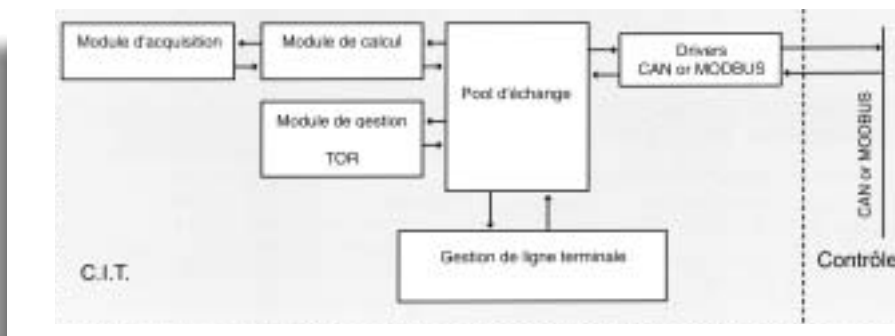 Module d'acquisition
Module de calcul
Drivers
CAN or MODBUS
Pool d'échange
Module de gestion
TOR
CAN or MODBUS
Gestion de ligne terminale
C.I.T.
Contrôle